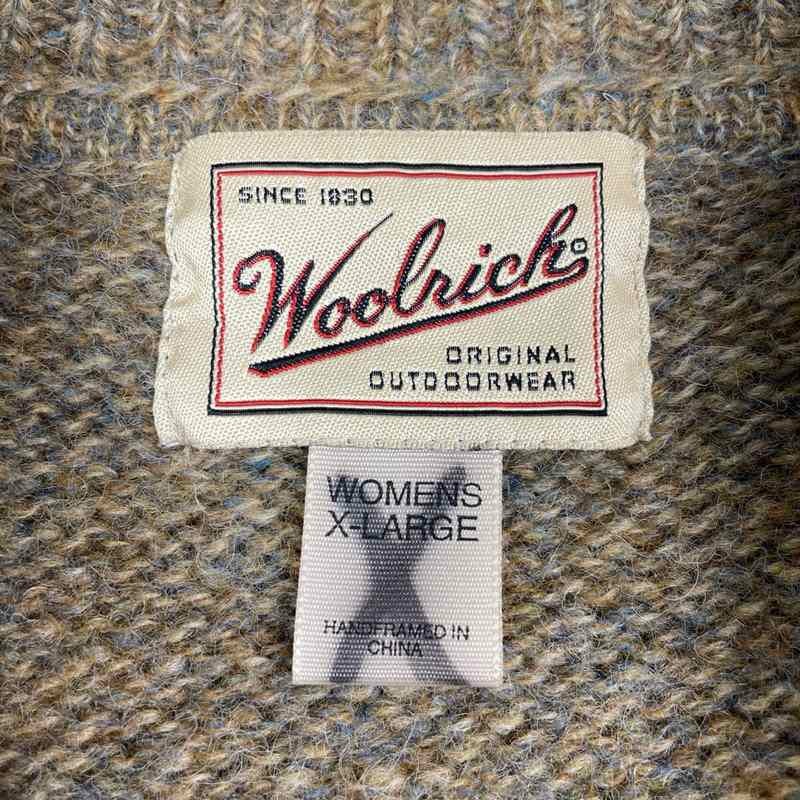 SINCE 1830
Woolrich®
ORIGINAL
OUTDOORWEAR
WOMENS
X-LARGE
HANDFRAMED IN
CHINA